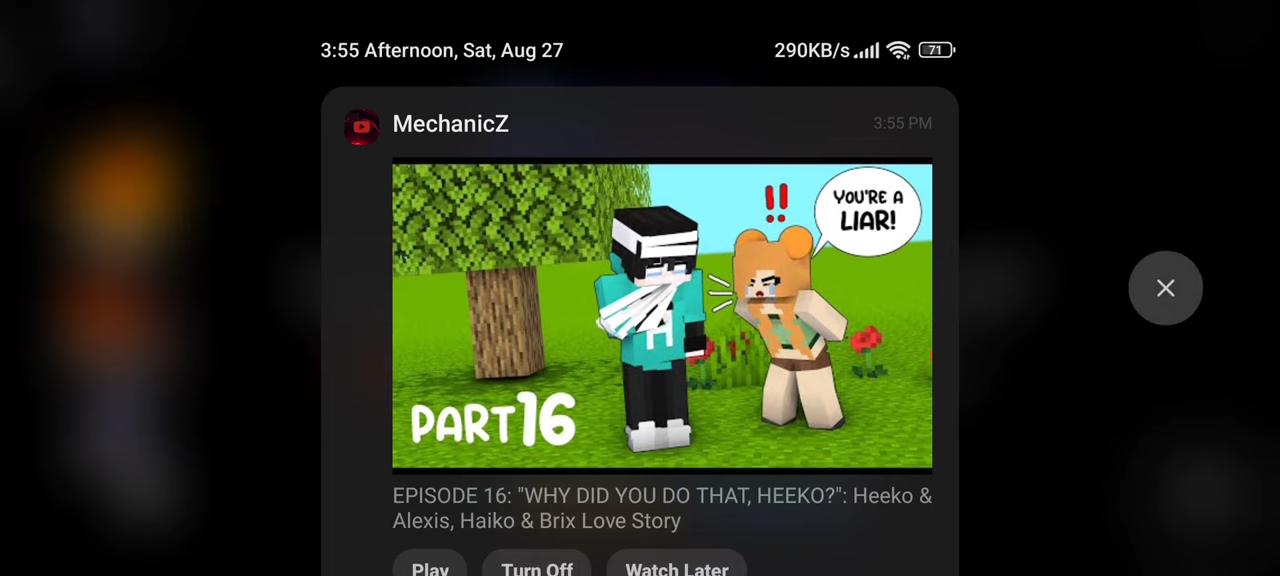 3:55 Afternoon, Sat, Aug 27
290KB/s
71
MechanicZ
3:55 PM
YOU'RE A
LIAR!
H
PART16
EPISODE 16: "WHY DID YOU DO THAT, HEEKO?": Heeko &
Alexis, Haiko & Brix Love Story
Play
Turn Off
Watch Later